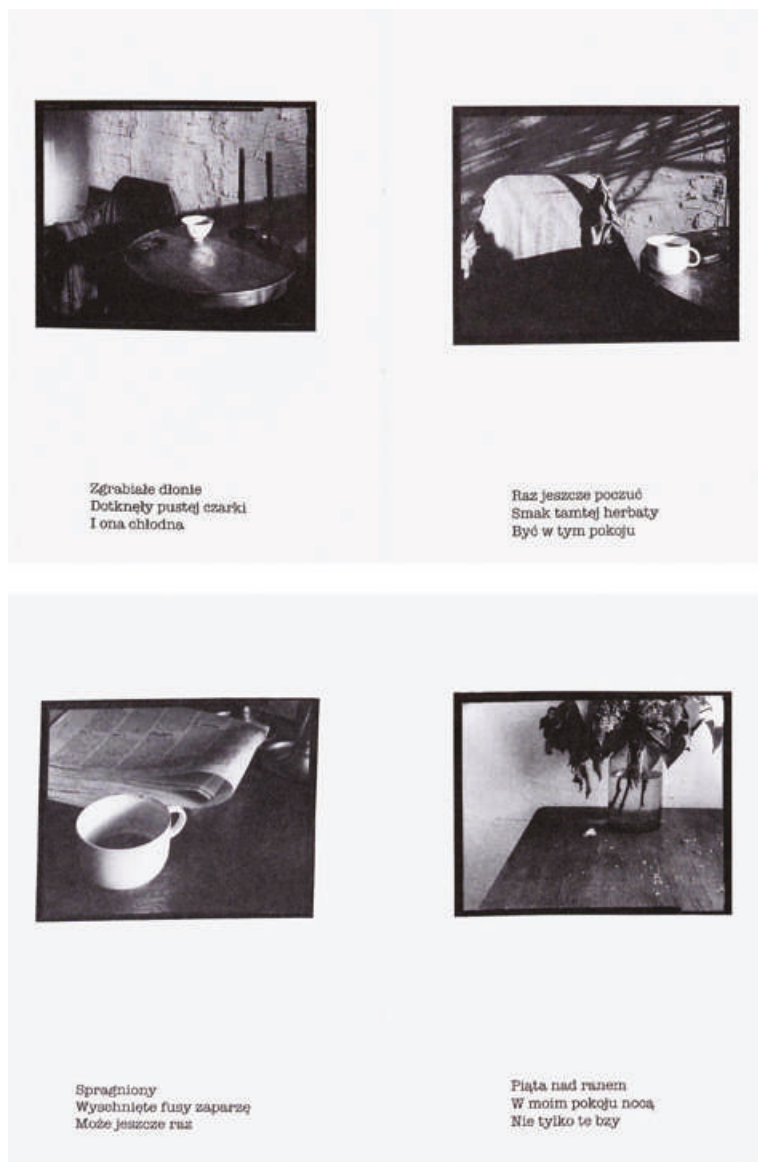 Zgrabiałe dłonie
Dotknęły pustej czarki
I ona chłodna
Raz jeszcze poczuć
Smak tamtej herbaty
Być w tym pokoju
Spragniony
Wyschnięte fusy zaparzę
Może jeszcze raz
Piąta nad ranem
W moim pokoju nocą
Nie tylko te bzy